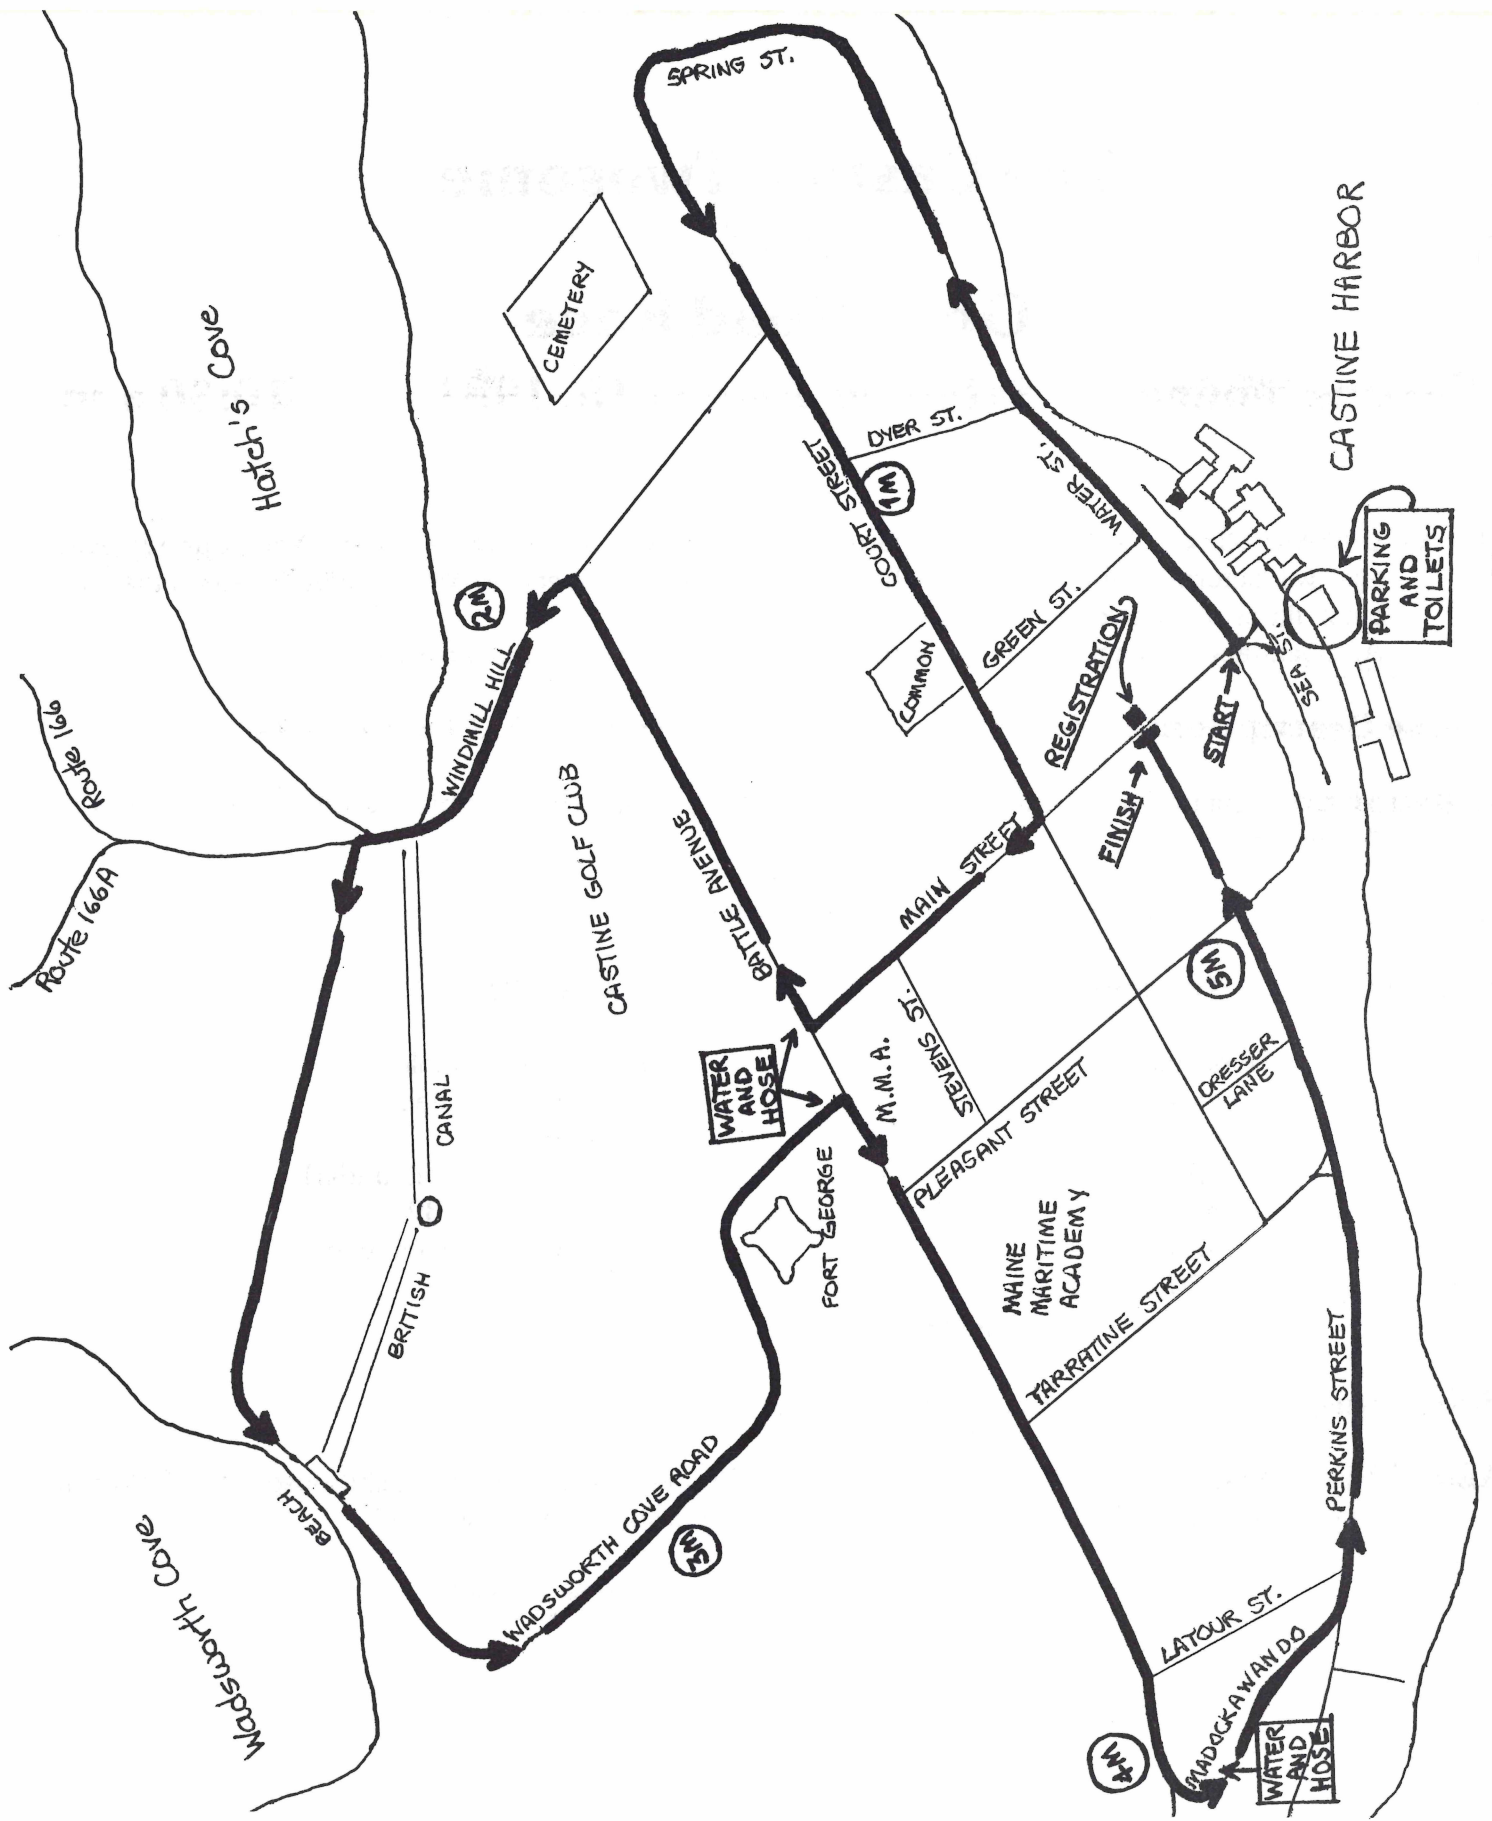 SPRING ST.
CEMETERY
Hatch's Cove
CASTINE HARBOR
DYER ST.
COURT STREET
1M
WATER ST.
PARKING
AND
TOILETS
2M
WINDMILL HILL
GREEN ST.
COMMON
REGISTRATION
SEA ST.
START
FINISH
Route 166
Route 166A
CASTINE GOLF CLUB
BATTLE AVENUE
MAIN STREET
5M
WATER
AND
HOSE
M.M.A.
STEVENS ST.
PLEASANT STREET
DRESSER
LANE
CANAL
BRITISH
FORT GEORGE
MAINE
MARITIME
ACADEMY
TARRATINE STREET
PERKINS STREET
BEACH
WADSWORTH COVE ROAD
3M
Wadsworth Cove
LATOUR ST.
MADOCKAWANDO
4M
WATER
AND
HOSE